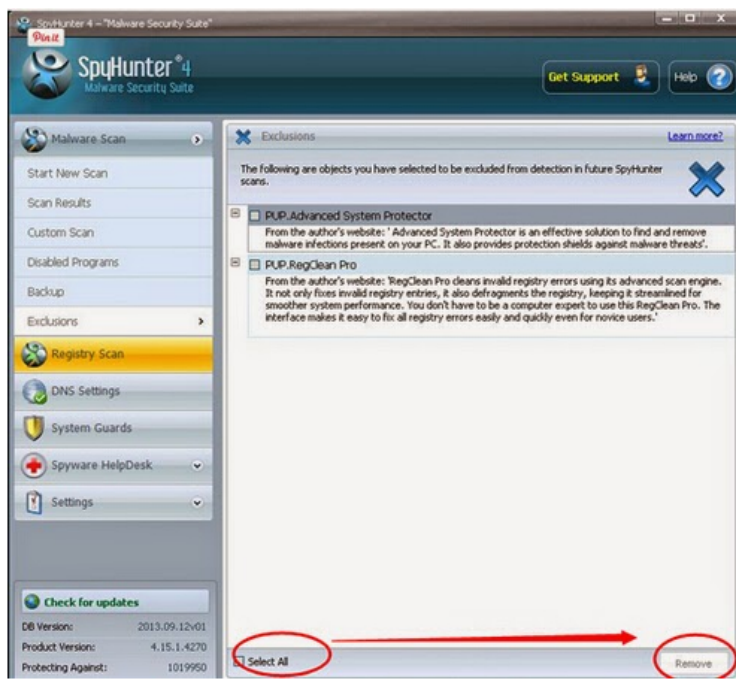 SpyHunter 4 - "Malware Security Suite"
Pin it
SpyHunter® 4
Malware Security Suite
Get Support
Help
Malware Scan
Start New Scan
Scan Results
Custom Scan
Disabled Programs
Backup
Exclusions
Registry Scan
DNS Settings
System Guards
Spyware HelpDesk
Settings
Check for updates
DB Version: 2013.09.12v01
Product Version: 4.15.1.4270
Protecting Against: 1019950
Exclusions
Learn more?
The following are objects you have selected to be excluded from detection in future SpyHunter
scans.
PUP.Advanced System Protector
From the author's website: ' Advanced System Protector is an effective solution to find and remove
malware infections present on your PC. It also provides protection shields against malware threats'.
PUP.RegClean Pro
From the author's website: 'RegClean Pro cleans invalid registry errors using its advanced scan engine.
It not only fixes invalid registry entries, it also defragments the registry, keeping it streamlined for
smoother system performance. You don't have to be a computer expert to use this RegClean Pro. The
interface makes it easy to fix all registry errors easily and quickly even for novice users.'
Select All
Remove